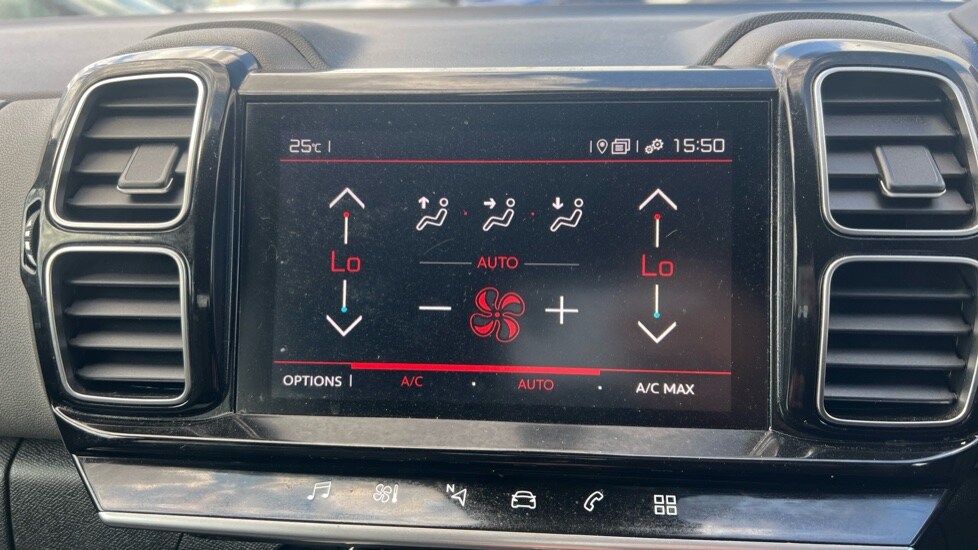 25°C 15:50
Lo Lo
AUTO
OPTIONS A/C AUTO A/C MAX
N